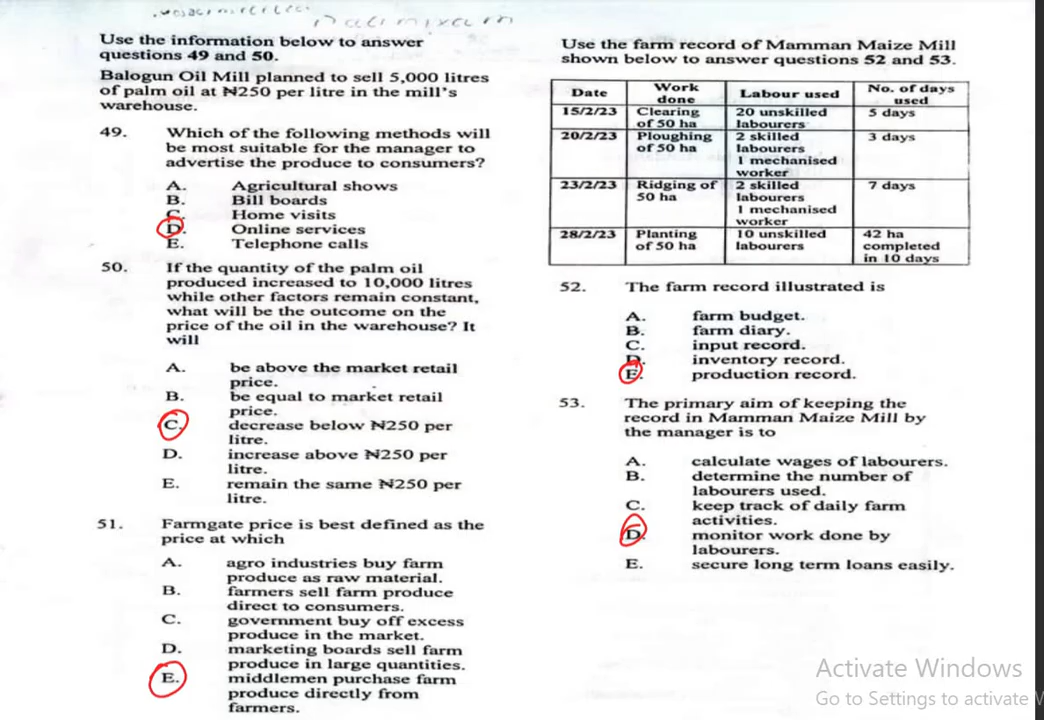 Use the information below to answer
questions 49 and 50.
Balogun Oil Mill planned to sell 5,000 litres
of palm oil at ₦250 per litre in the mill's
warehouse.
49. Which of the following methods will
be most suitable for the manager to
advertise the produce to consumers?
A. Agricultural shows
B. Bill boards
C. Home visits
D. Online services
E. Telephone calls
50. If the quantity of the palm oil
produced increased to 10,000 litres
while other factors remain constant,
what will be the outcome on the
price of the oil in the warehouse? It
will
A. be above the market retail
price.
B. be equal to market retail
price.
C. decrease below ₦250 per
litre.
D. increase above ₦250 per
litre.
E. remain the same ₦250 per
litre.
51. Farmgate price is best defined as the
price at which
A. agro industries buy farm
produce as raw material.
B. farmers sell farm produce
direct to consumers.
C. government buy off excess
produce in the market.
D. marketing boards sell farm
produce in large quantities.
E. middlemen purchase farm
produce directly from
farmers.
Use the farm record of Mamman Maize Mill
shown below to answer questions 52 and 53.
Date Work done Labour used No. of days used
15/2/23 Clearing of 50 ha 20 unskilled labourers 5 days
20/2/23 Ploughing of 50 ha 2 skilled labourers 1 mechanised worker 3 days
23/2/23 Ridging of 50 ha 2 skilled labourers 1 mechanised worker 7 days
28/2/23 Planting of 50 ha 10 unskilled labourers 42 ha completed in 10 days
52. The farm record illustrated is
A. farm budget.
B. farm diary.
C. input record.
D. inventory record.
E. production record.
53. The primary aim of keeping the
record in Mamman Maize Mill by
the manager is to
A. calculate wages of labourers.
B. determine the number of
labourers used.
C. keep track of daily farm
activities.
D. monitor work done by
labourers.
E. secure long term loans easily.
Activate Windows
Go to Settings to activate W